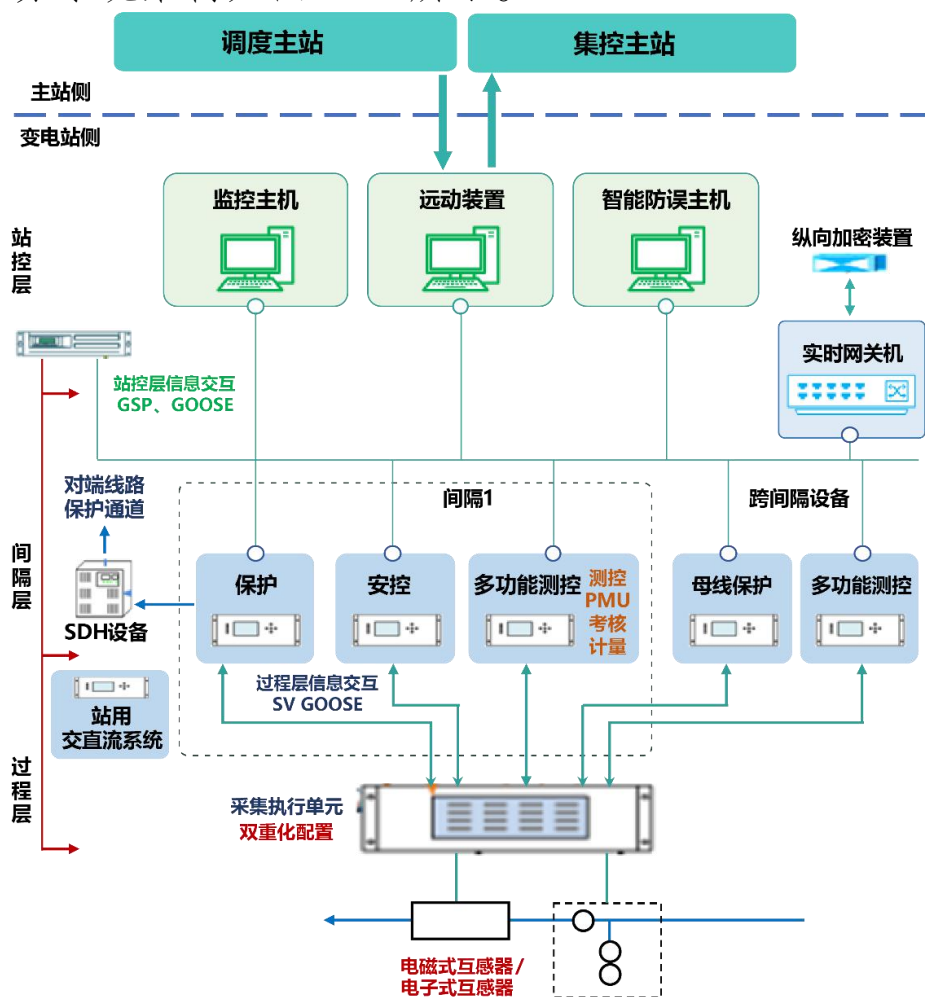 调度主站
集控主站
主站侧
变电站侧
监控主机
远动装置
智能防误主机
站控层
纵向加密装置
实时网关机
站控层信息交互
GSP、GOOSE
对端线路
保护通道
间隔1
跨间隔设备
间隔层
保护
安控
多功能测控
测控
PMU
考核
计量
母线保护
多功能测控
SDH设备
过程层信息交互
SV GOOSE
站用
交直流系统
过程层
采集执行单元
双重化配置
电磁式互感器/
电子式互感器